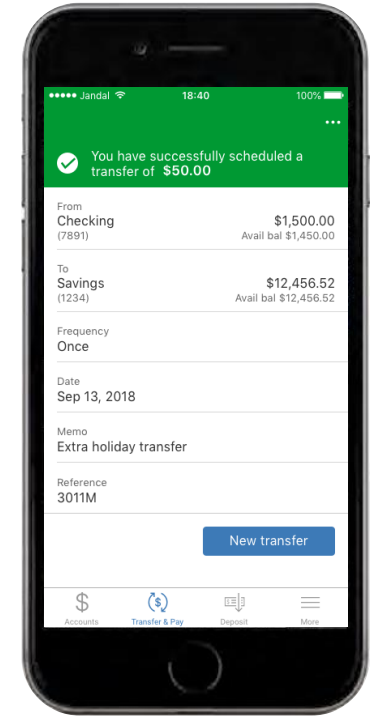 Jandal 18:40 100%
You have successfully scheduled a
transfer of $50.00
From
Checking $1,500.00
(7891) Avail bal $1,450.00
To
Savings $12,456.52
(1234) Avail bal $12,456.52
Frequency
Once
Date
Sep 13, 2018
Memo
Extra holiday transfer
Reference
3011M
New transfer
Accounts Transfer & Pay Deposit More